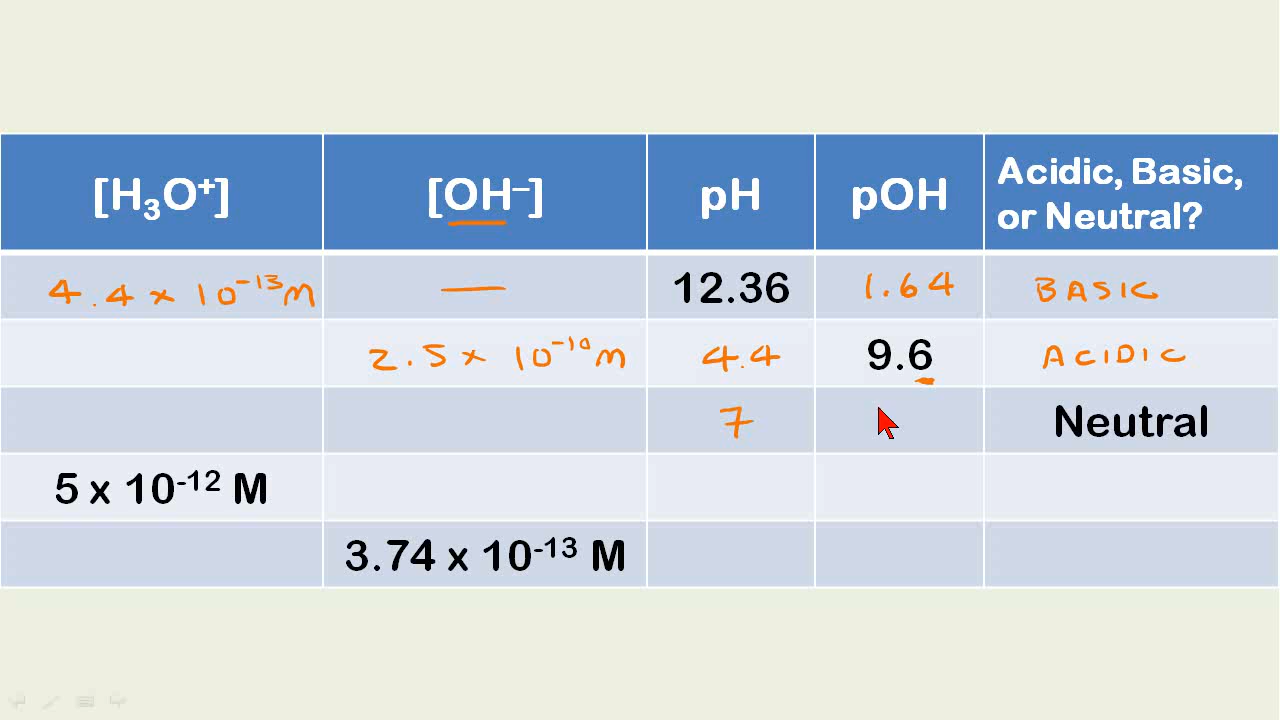 [H₃O⁺] [OH⁻] pH pOH Acidic, Basic,
or Neutral?
4.4 x 10⁻¹³ M — 12.36 1.64 BASIC
2.5 x 10⁻¹⁰ M 4.4 9.6 ACIDIC
7 Neutral
5 x 10⁻¹² M
3.74 x 10⁻¹³ M